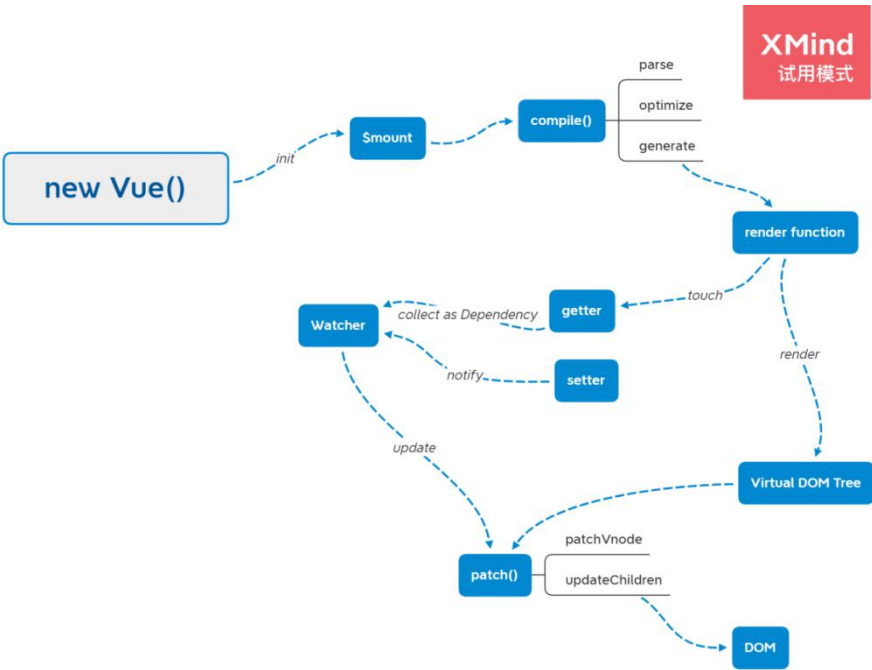 XMind
试用模式
parse
optimize
compile()
generate
$mount
init
new Vue()
render function
touch
getter
collect as Dependency
Watcher
render
notify
setter
update
Virtual DOM Tree
patchVnode
patch()
updateChildren
DOM